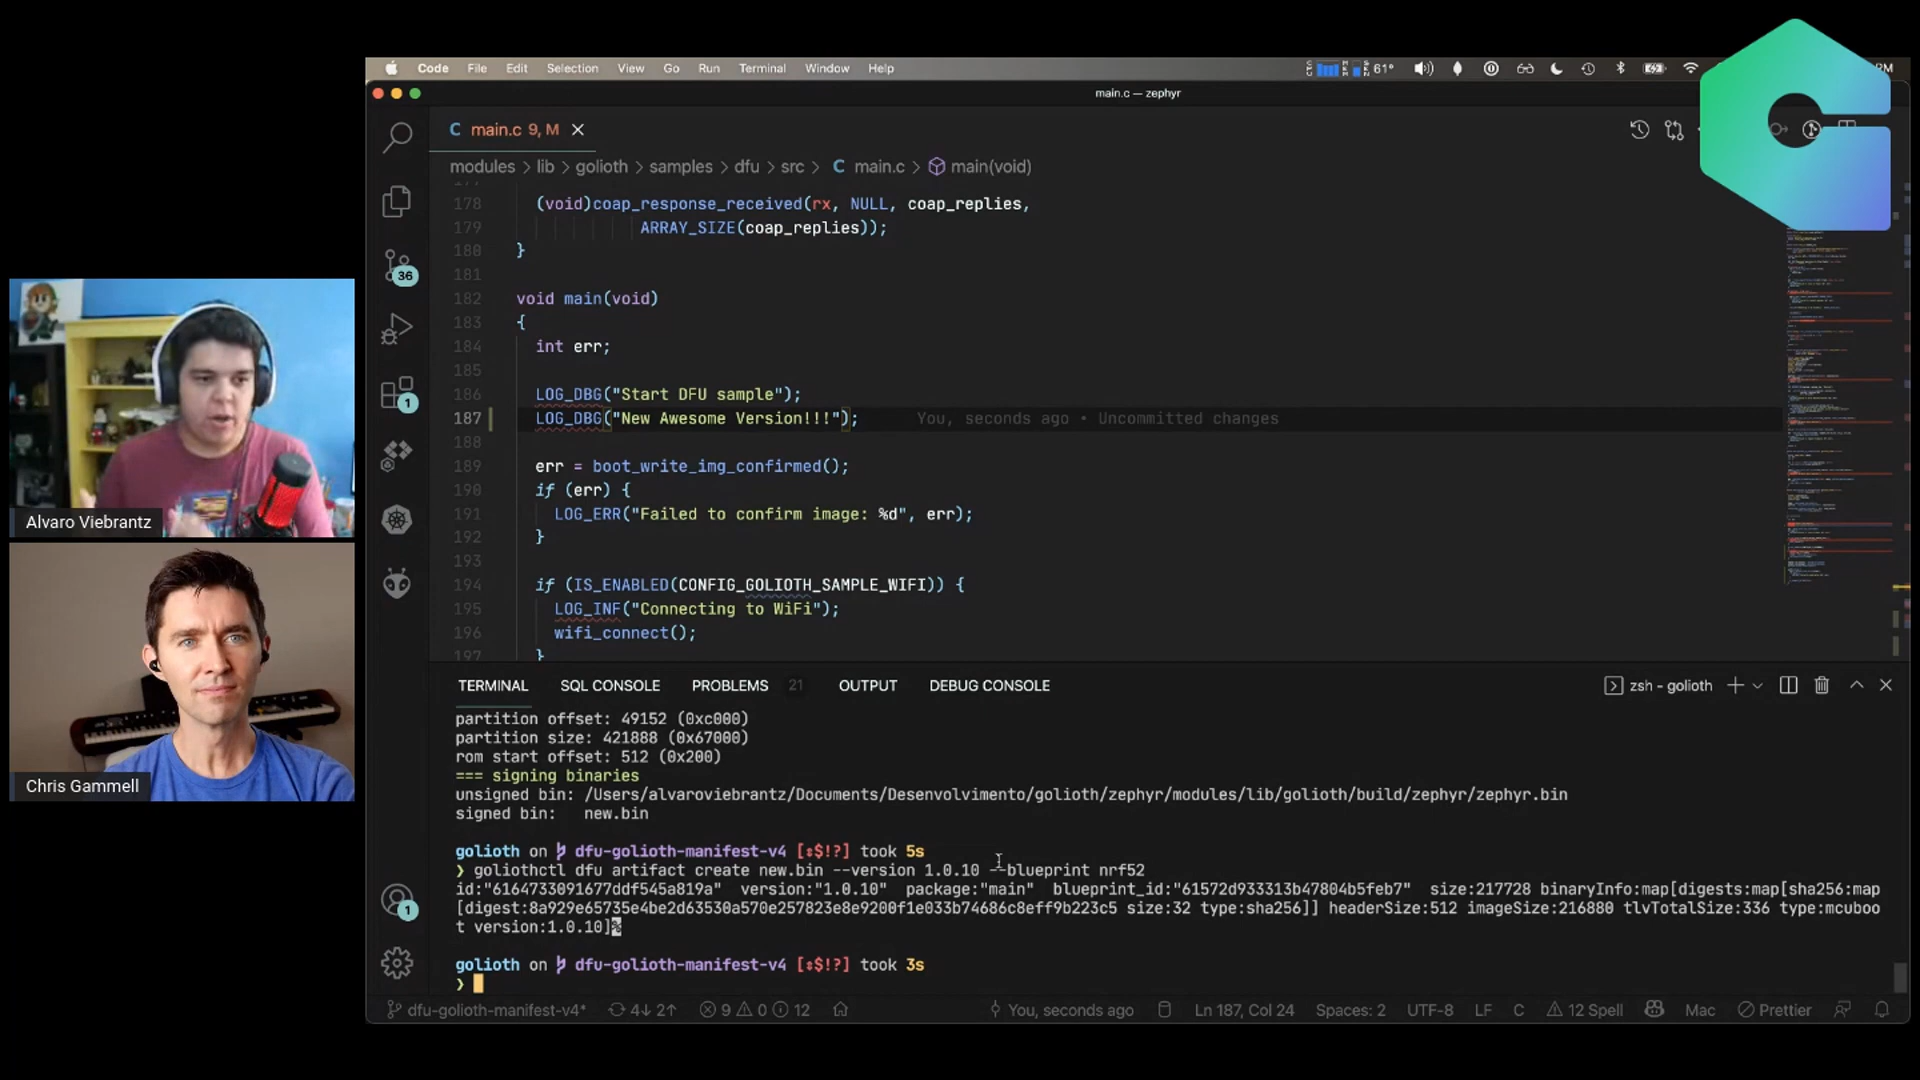 Code File Edit Selection View Go Run Terminal Window Help
61°
main.c — zephyr
C main.c 9, M
modules > lib > golioth > samples > dfu > src > C main.c > main(void)
178 (void)coap_response_received(rx, NULL, coap_replies,
179 ARRAY_SIZE(coap_replies));
180 }
181
182 void main(void)
183 {
184 int err;
185
186 LOG_DBG("Start DFU sample");
187 LOG_DBG("New Awesome Version!!!"); You, seconds ago • Uncommitted changes
188
189 err = boot_write_img_confirmed();
190 if (err) {
191 LOG_ERR("Failed to confirm image: %d", err);
192 }
193
194 if (IS_ENABLED(CONFIG_GOLIOTH_SAMPLE_WIFI)) {
195 LOG_INF("Connecting to WiFi");
196 wifi_connect();
197 }
36
1
1
Alvaro Viebrantz
Chris Gammell
TERMINAL SQL CONSOLE PROBLEMS 21 OUTPUT DEBUG CONSOLE
zsh - golioth
partition offset: 49152 (0xc000)
partition size: 421888 (0x67000)
rom start offset: 512 (0x200)
=== signing binaries
unsigned bin: /Users/alvaroviebrantz/Documents/Desenvolvimento/golioth/zephyr/modules/lib/golioth/build/zephyr/zephyr.bin
signed bin: new.bin
golioth on dfu-golioth-manifest-v4 [⇕$!?] took 5s
❯ goliothctl dfu artifact create new.bin --version 1.0.10 --blueprint nrf52
id:"6164733091677ddf545a819a" version:"1.0.10" package:"main" blueprint_id:"61572d933313b47804b5feb7" size:217728 binaryInfo:map[digests:map[sha256:map
[digest:8a929e65735e4be2d63530a570e257823e8e9200f1e033b74686c8eff9b223c5 size:32 type:sha256]] headerSize:512 imageSize:216880 tlvTotalSize:336 type:mcuboo
t version:1.0.10]%
golioth on dfu-golioth-manifest-v4 [⇕$!?] took 3s
❯
dfu-golioth-manifest-v4* 4↓ 2↑ 9 0 12 You, seconds ago Ln 187, Col 24 Spaces: 2 UTF-8 LF C 12 Spell Mac Prettier